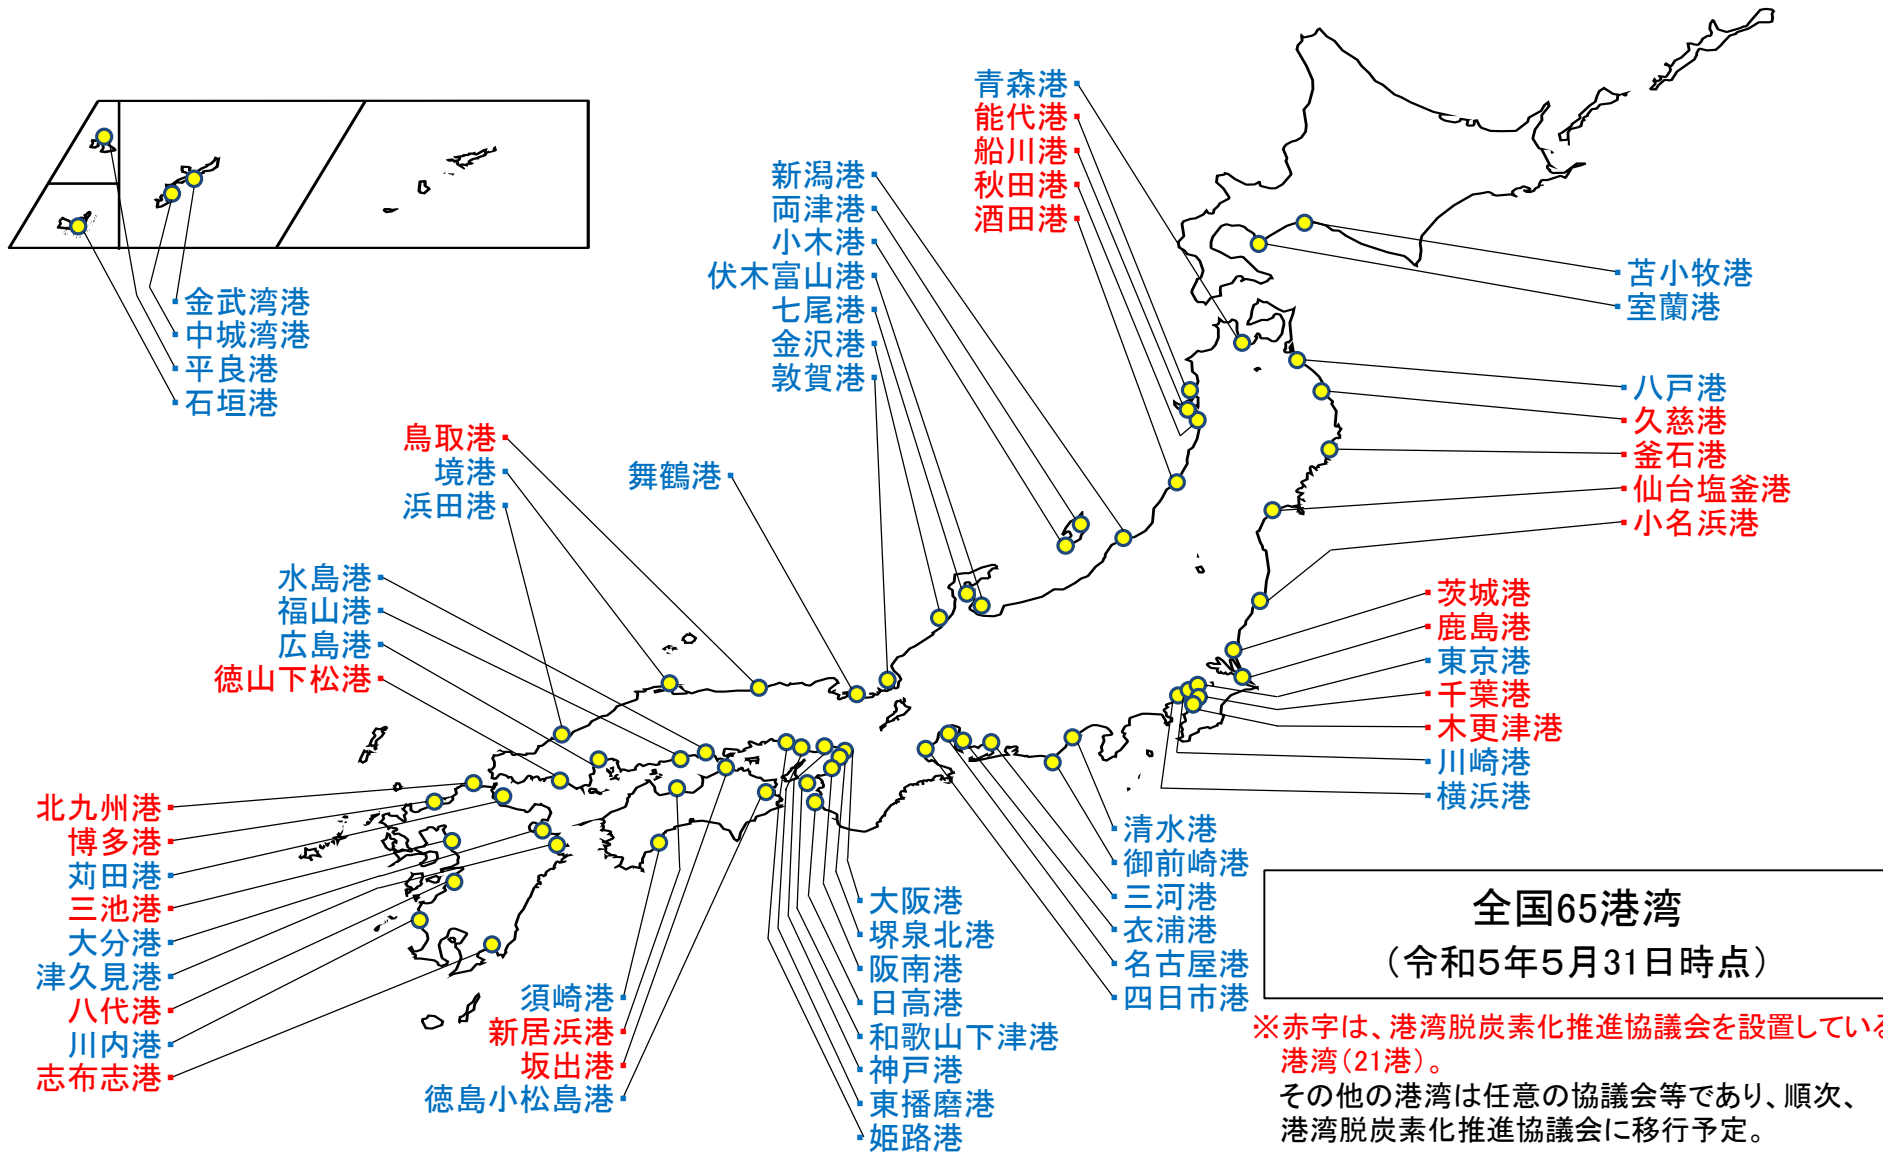 青森港
能代港
船川港
秋田港
酒田港
新潟港
両津港
小木港
伏木富山港
七尾港
金沢港
敦賀港
苫小牧港
室蘭港
金武湾港
中城湾港
平良港
石垣港
八戸港
久慈港
釜石港
仙台塩釜港
小名浜港
鳥取港
境港
浜田港
舞鶴港
水島港
福山港
広島港
徳山下松港
茨城港
鹿島港
東京港
千葉港
木更津港
川崎港
横浜港
北九州港
博多港
苅田港
三池港
大分港
津久見港
八代港
川内港
志布志港
須崎港
新居浜港
坂出港
徳島小松島港
大阪港
堺泉北港
阪南港
日高港
和歌山下津港
神戸港
東播磨港
姫路港
清水港
御前崎港
三河港
衣浦港
名古屋港
四日市港
全国65港湾
（令和５年５月31日時点）
※赤字は、港湾脱炭素化推進協議会を設置している
港湾（21港）。
その他の港湾は任意の協議会等であり、順次、
港湾脱炭素化推進協議会に移行予定。